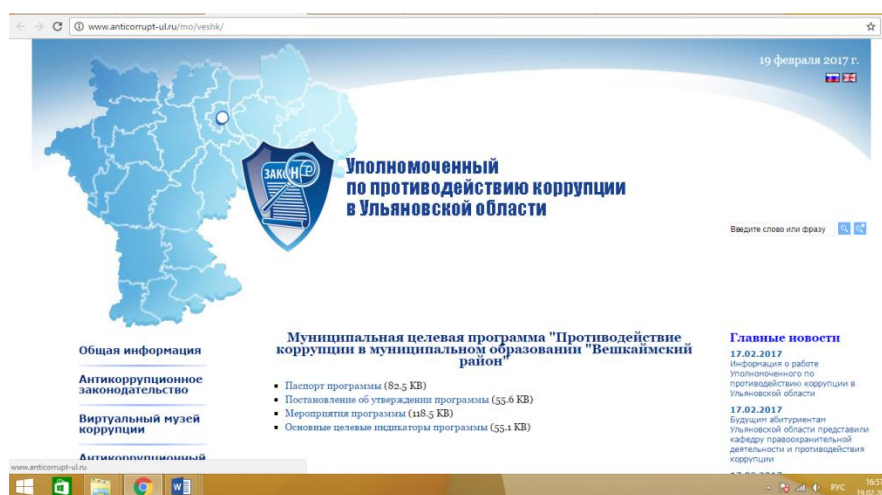 www.anticorrupt-ul.ru/mo/veshk/
19 февраля 2017 г.
ЗАКОН
Уполномоченный
по противодействию коррупции
в Ульяновской области
Введите слово или фразу
Муниципальная целевая программа "Противодействие
коррупции в муниципальном образовании "Вешкаймский
район"
Паспорт программы (82.5 KB)
Постановление об утверждении программы (55.6 KB)
Мероприятия программы (118.5 KB)
Основные целевые индикаторы программы (55.1 KB)
Общая информация
Антикоррупционное
законодательство
Виртуальный музей
коррупции
Антикоррупционный
Главные новости
17.02.2017
Информация о работе
Уполномоченного по
противодействию коррупции в
Ульяновской области
17.02.2017
Будущим абитуриентам
Ульяновской области представили
кафедру правоохранительной
деятельности и противодействия
коррупции
17.02.2017
www.anticorrupt-ul.ru
РУС
16:57